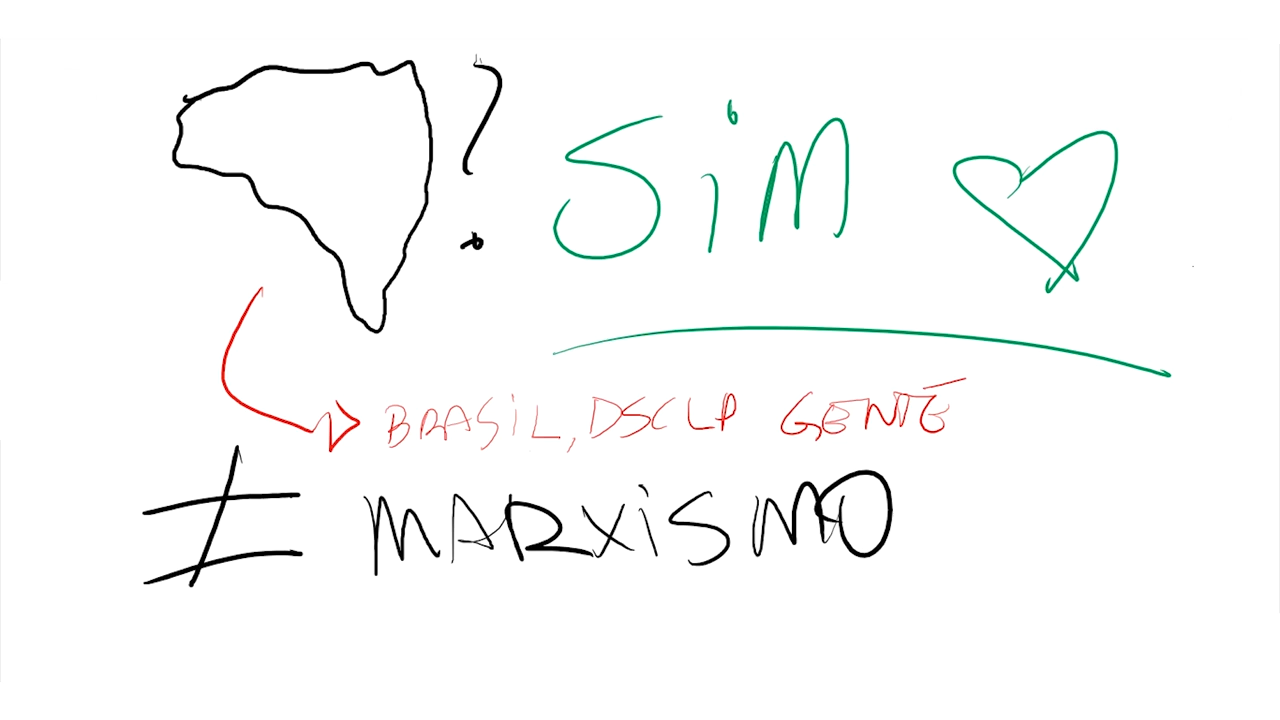 ? SiM
BRASiL, DSCLP GENTE
≠ MARXiSMO